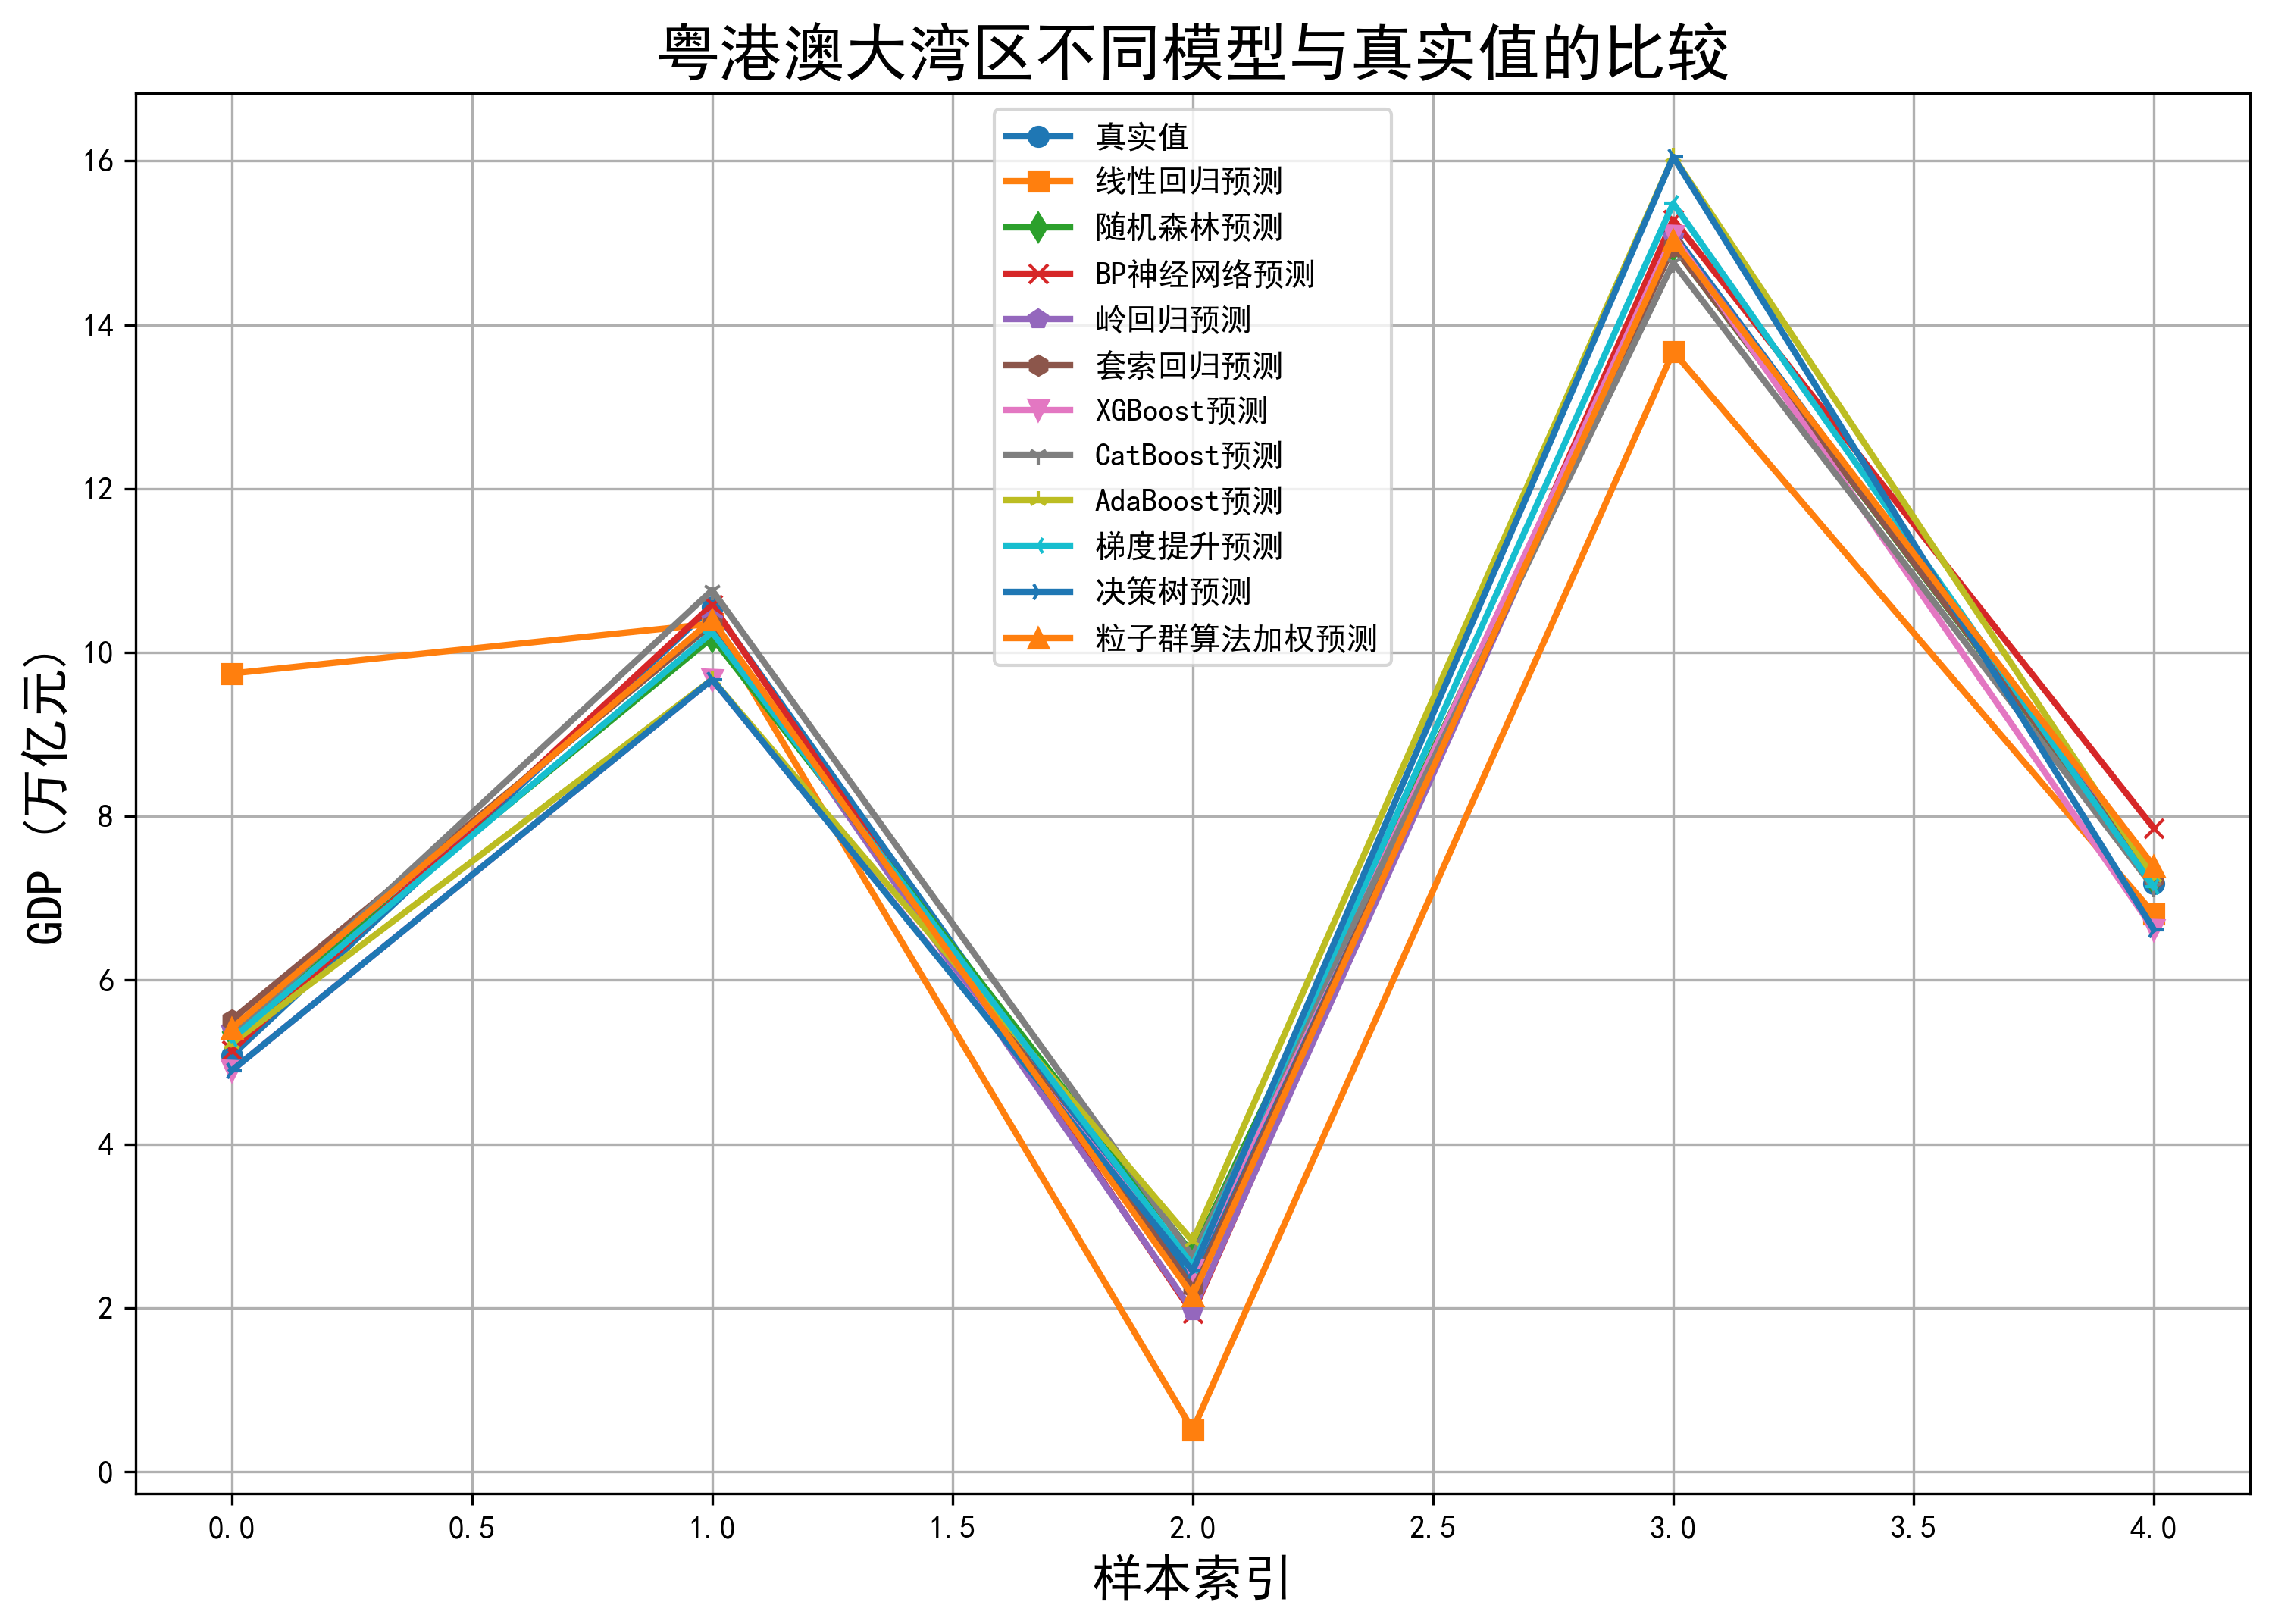 粤港澳大湾区不同模型与真实值的比较
真实值
线性回归预测
随机森林预测
BP神经网络预测
岭回归预测
套索回归预测
XGBoost预测
CatBoost预测
AdaBoost预测
梯度提升预测
决策树预测
粒子群算法加权预测
GDP（万亿元）
16
14
12
10
8
6
4
2
0
0.0 0.5 1.0 1.5 2.0 2.5 3.0 3.5 4.0
样本索引